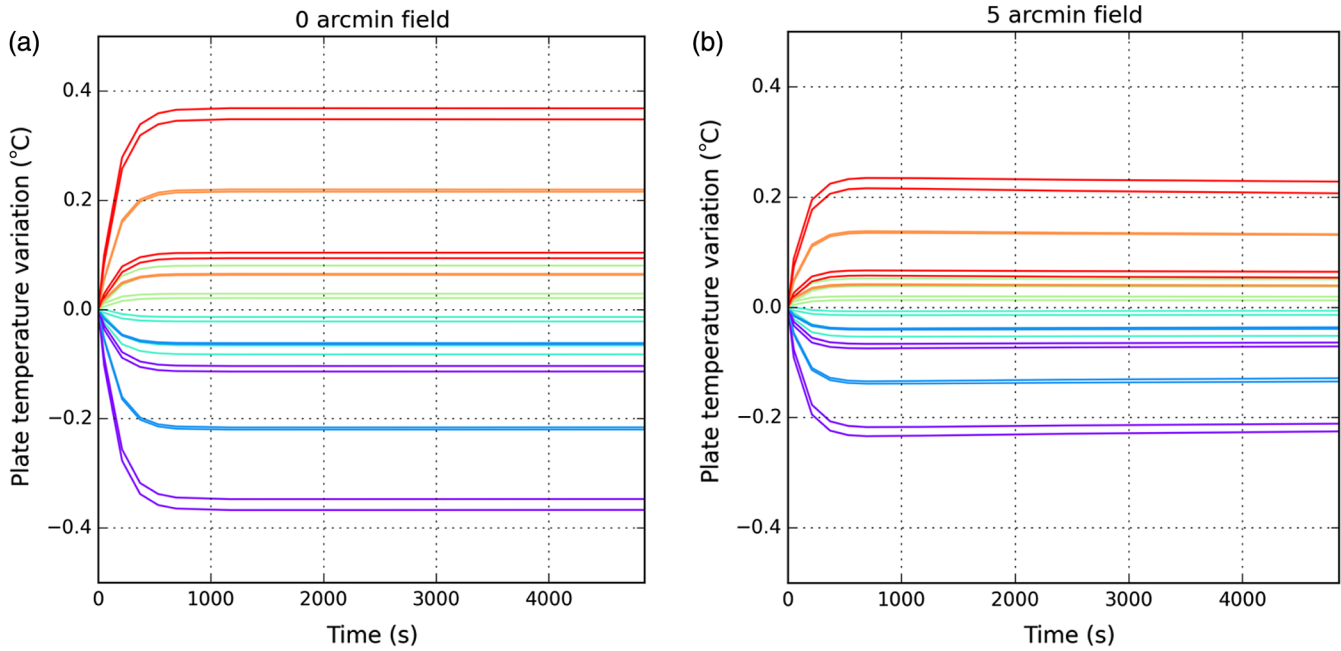 (a)
0 arcmin field
Plate temperature variation (°C)
0.4
0.2
0.0
−0.2
−0.4
0 1000 2000 3000 4000
Time (s)
(b)
5 arcmin field
Plate temperature variation (°C)
0.4
0.2
0.0
−0.2
−0.4
0 1000 2000 3000 4000
Time (s)